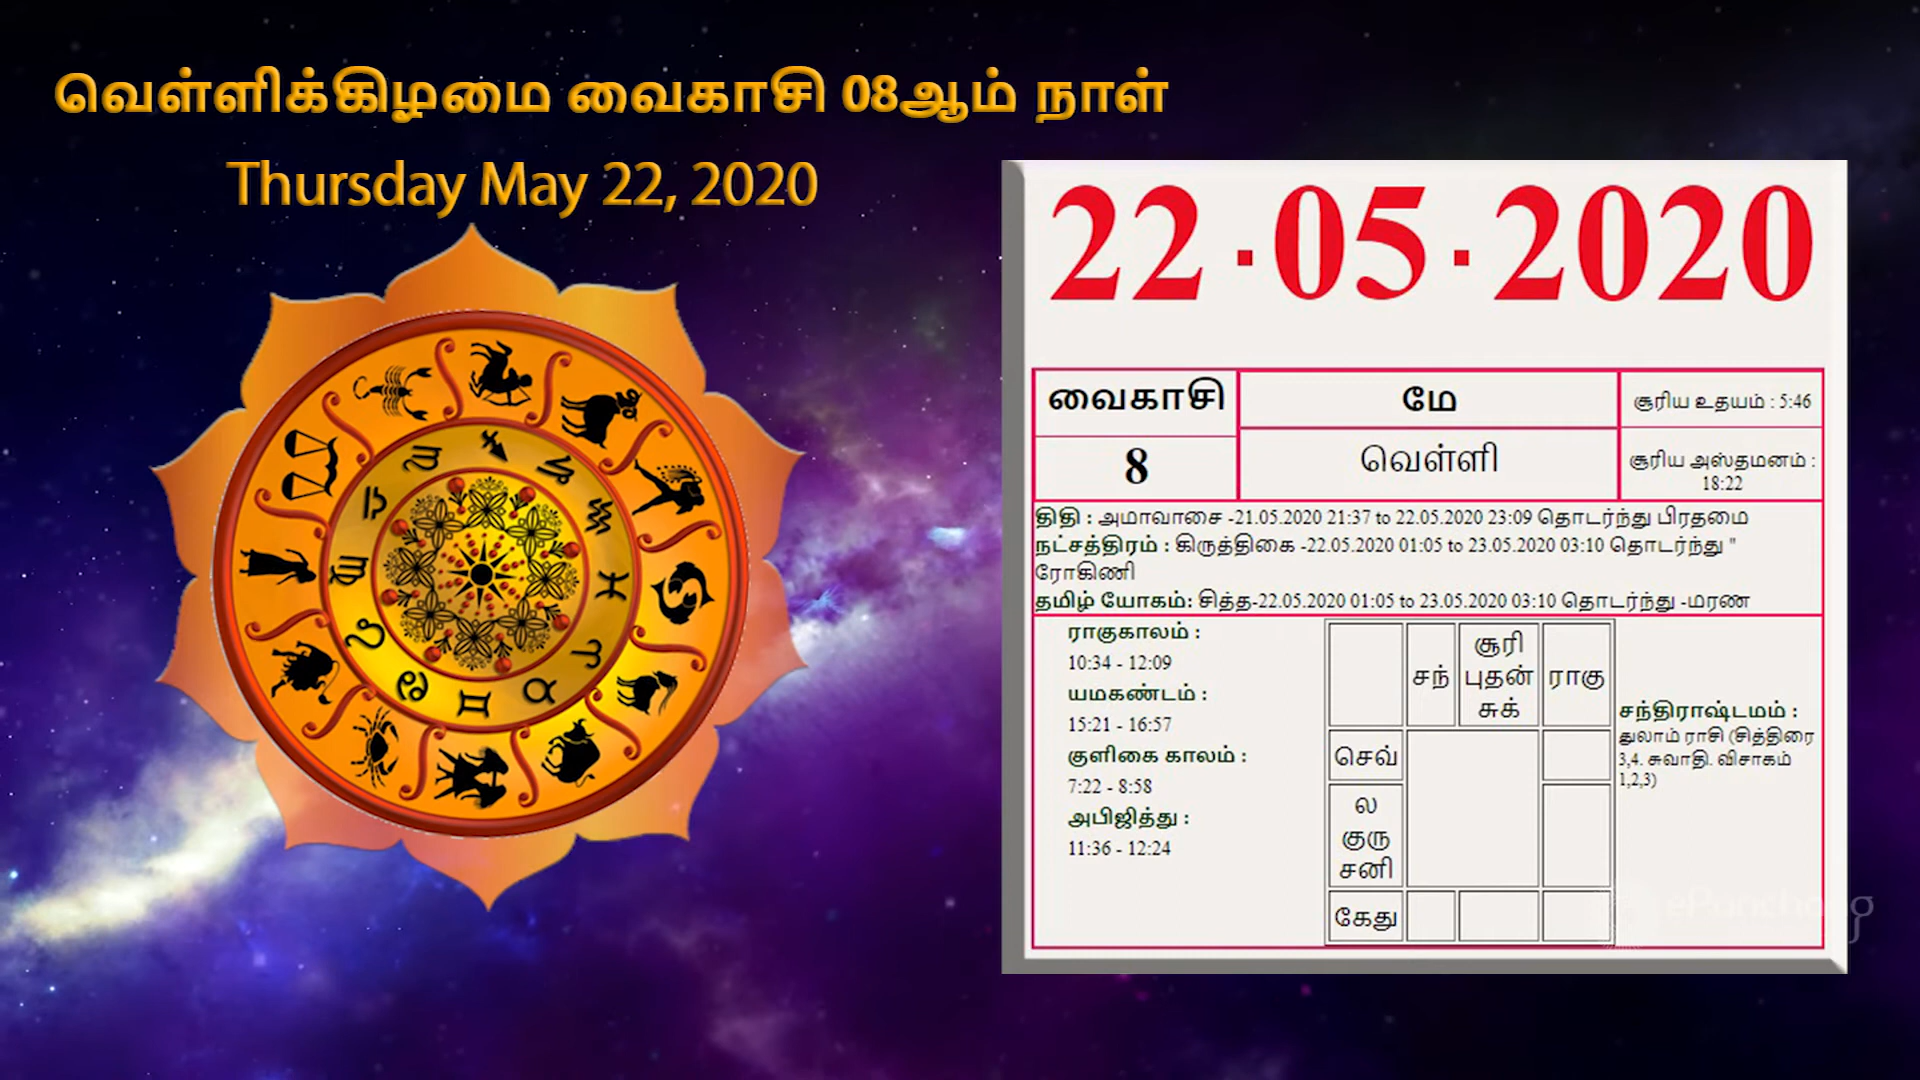 வெள்ளிக்கிழமை வைகாசி 08ஆம் நாள்
Thursday May 22, 2020
22·05·2020
வைகாசி
மே
சூரிய உதயம் : 5:46
8
வெள்ளி
சூரிய அஸ்தமனம் :
18:22
திதி : அமாவாசை -21.05.2020 21:37 to 22.05.2020 23:09 தொடர்ந்து பிரதமை
நட்சத்திரம் : கிருத்திகை -22.05.2020 01:05 to 23.05.2020 03:10 தொடர்ந்து "
ரோகிணி
தமிழ் யோகம்: சித்த-22.05.2020 01:05 to 23.05.2020 03:10 தொடர்ந்து -மரண
ராகுகாலம் :
10:34 - 12:09
யமகண்டம் :
15:21 - 16:57
குளிகை காலம் :
7:22 - 8:58
அபிஜித்து :
11:36 - 12:24
சந்
சூரி
புதன்
சுக்
ராகு
செவ்
ல
குரு
சனி
கேது
சந்திராஷ்டமம் :
துலாம் ராசி (சித்திரை
3,4. சுவாதி. விசாகம்
1,2,3)
ePanchang